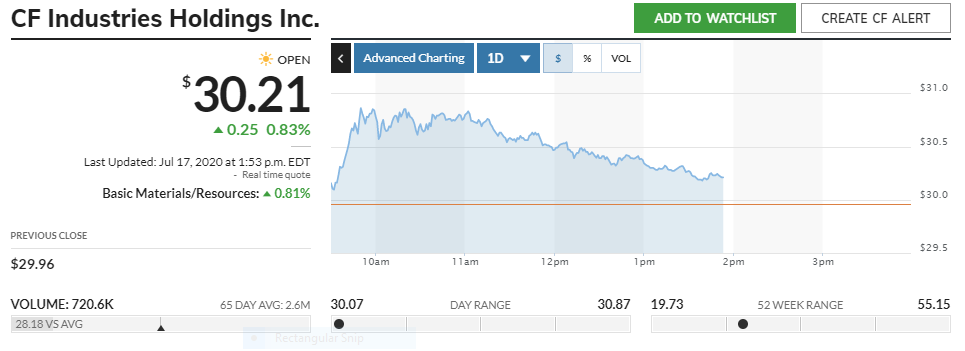 CF Industries Holdings Inc.
ADD TO WATCHLIST
CREATE CF ALERT
OPEN
$30.21
0.25 0.83%
Last Updated: Jul 17, 2020 at 1:53 p.m. EDT
- Real time quote
Basic Materials/Resources: 0.81%
PREVIOUS CLOSE
$29.96
Advanced Charting
1D
$ % VOL
$31.0
$30.5
$30.0
$29.5
10am 11am 12pm 1pm 2pm 3pm
VOLUME: 720.6K 65 DAY AVG: 2.6M
28.18 VS AVG
30.07 DAY RANGE 30.87
19.73 52 WEEK RANGE 55.15
Rectangular Snip